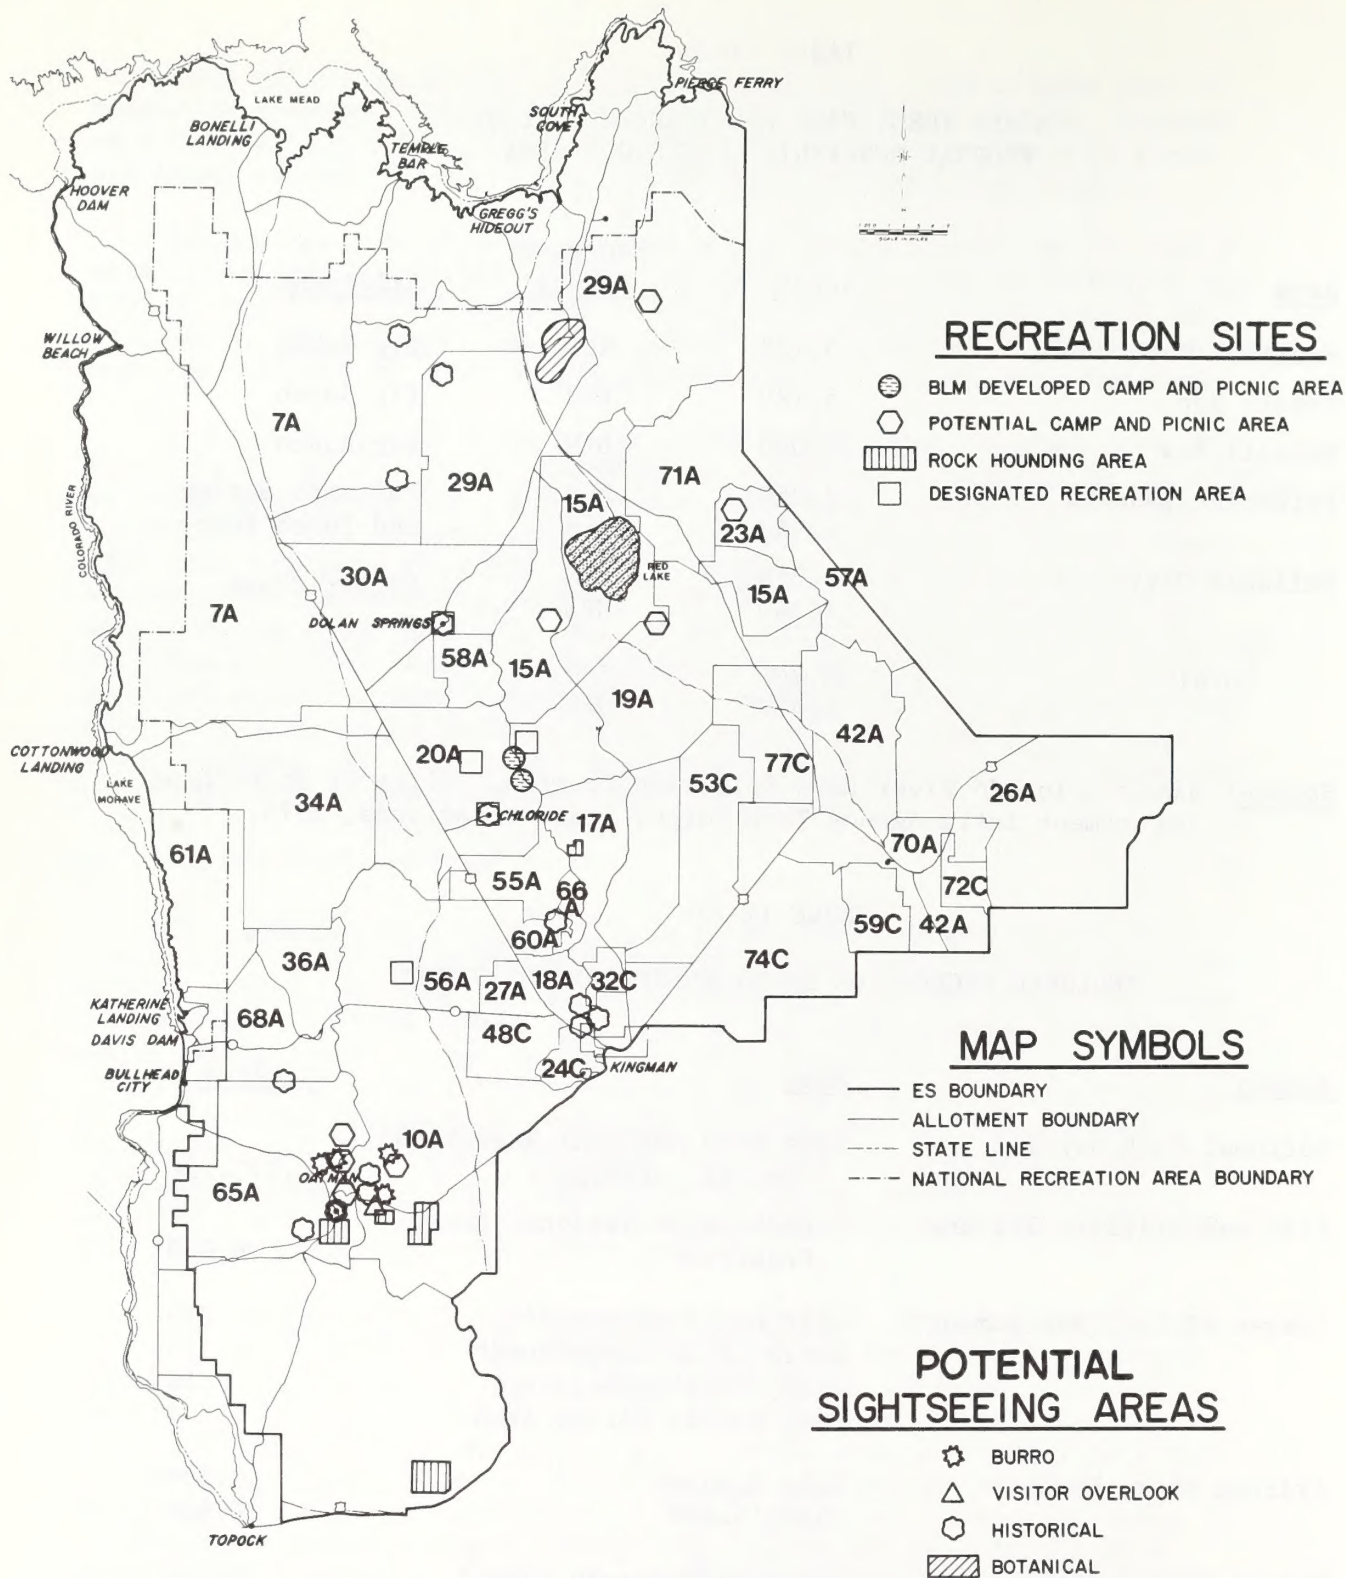 LAKE MEAD
BONELLI
LANDING
SOUTH
COVE
PIERCE FERRY
TEMPLE
BAR
HOOVER
DAM
GREGG'S
HIDEOUT
SCALE IN MILES
29A
WILLOW
BEACH
RECREATION SITES
BLM DEVELOPED CAMP AND PICNIC AREA
POTENTIAL CAMP AND PICNIC AREA
ROCK HOUNDING AREA
DESIGNATED RECREATION AREA
7A
29A
15A
71A
23A
COLORADO RIVER
30A
RED
LAKE
57A
15A
7A
DOLAN SPRINGS
58A
15A
19A
COTTONWOOD
LANDING
LAKE
MOHAVE
20A
42A
77C
53C
26A
34A
CHLORIDE
17A
61A
70A
55A
66
A
72C
60A
59C
42A
36A
56A
27A
18A
32C
74C
KATHERINE
LANDING
68A
DAVIS DAM
48C
24C
KINGMAN
BULLHEAD
CITY
MAP SYMBOLS
ES BOUNDARY
ALLOTMENT BOUNDARY
STATE LINE
NATIONAL RECREATION AREA BOUNDARY
10A
OATMAN
65A
POTENTIAL
SIGHTSEEING AREAS
BURRO
VISITOR OVERLOOK
HISTORICAL
BOTANICAL
TOPOCK